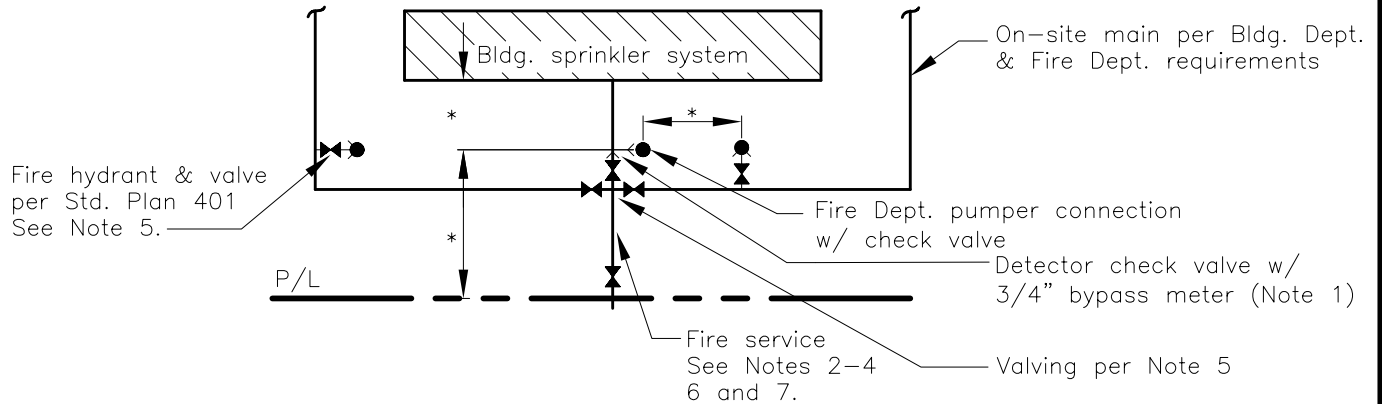 On-site main per Bldg. Dept.
& Fire Dept. requirements
Bldg. sprinkler system
*
*
*
Fire hydrant & valve
per Std. Plan 401
See Note 5.
Fire Dept. pumper connection
w/ check valve
Detector check valve w/
3/4" bypass meter (Note 1)
P/L
Fire service
See Notes 2-4
6 and 7.
Valving per Note 5